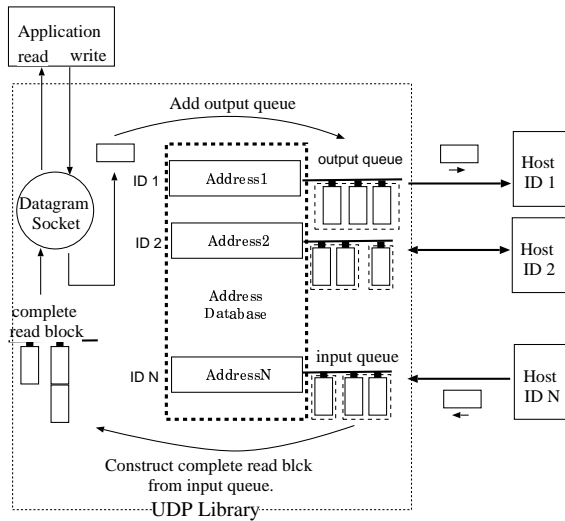 Application
read write
Add output queue
output queue
ID 1
Address1
Host
ID 1
Datagram
Socket
ID 2
Address2
Host
ID 2
Address
Database
complete
read block
input queue
ID N
AddressN
Host
ID N
Construct complete read blck
from input queue.
UDP Library